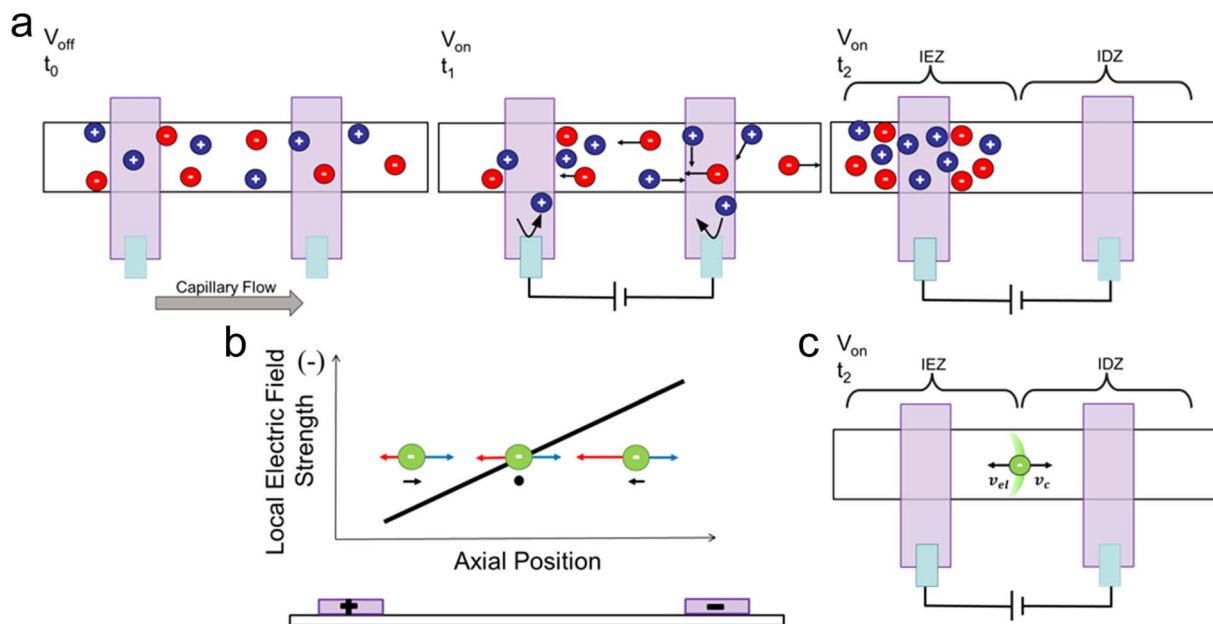 a
V_off
t_0
Capillary Flow
V_on
t_1
V_on
t_2
IEZ
IDZ
b
(-)
Local Electric Field
Strength
Axial Position
+
-
c
V_on
t_2
IEZ
IDZ
v_el
v_c